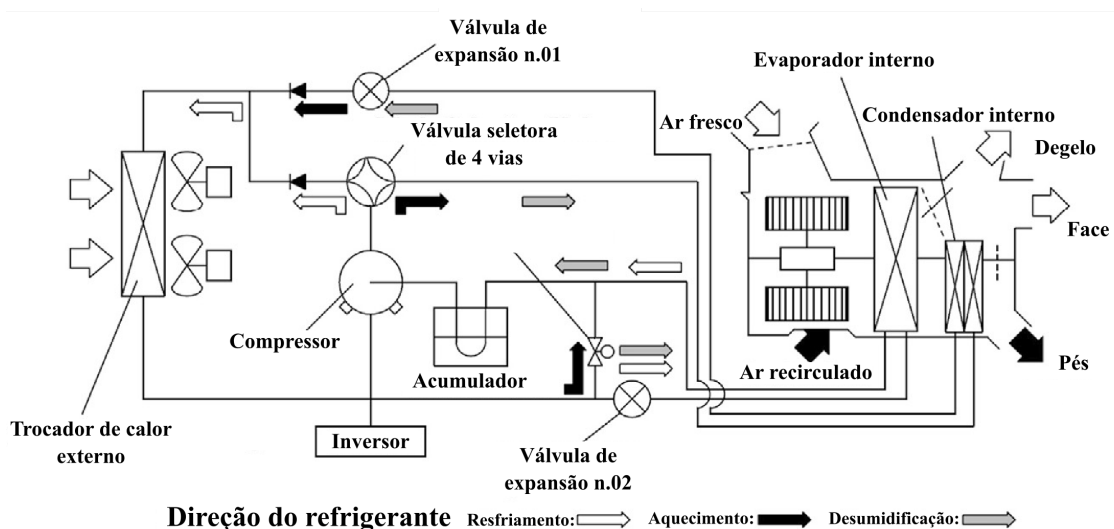 Válvula de
expansão n.01
Evaporador interno
Condensador interno
Ar fresco
Válvula seletora
de 4 vias
Degelo
Face
Compressor
Acumulador
Ar recirculado
Pés
Trocador de calor
externo
Inversor
Válvula de
expansão n.02
Direção do refrigerante Resfriamento: Aquecimento: Desumidificação: